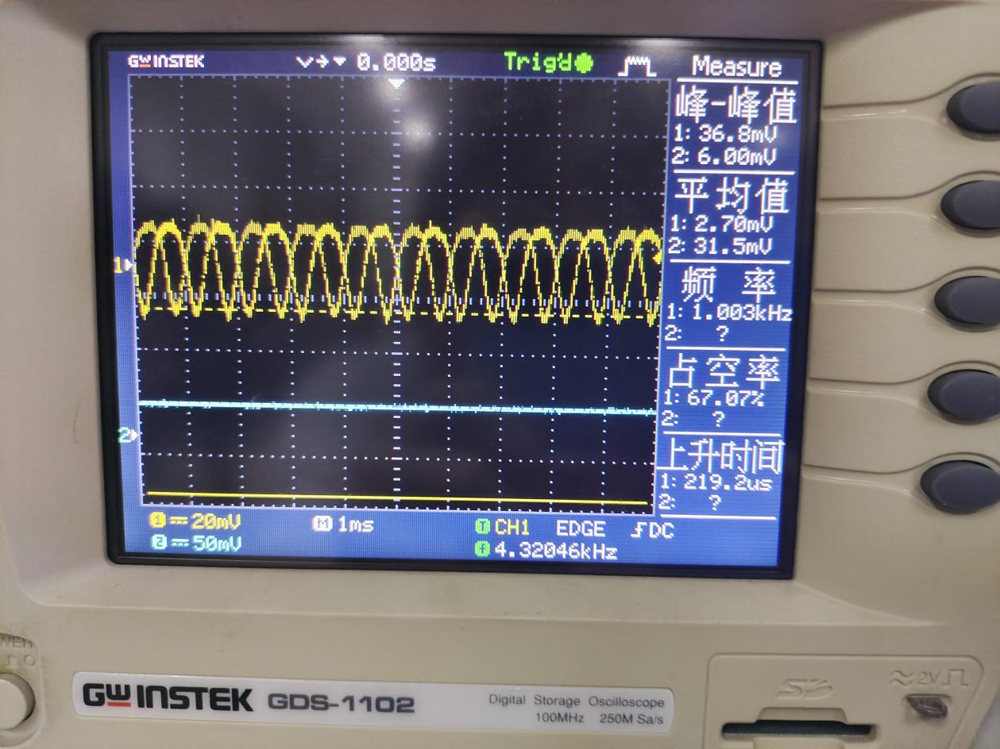 GW INSTEK 0.000s Trig'd Measure
峰-峰值
1: 36.8mV
2: 6.00mV
平均值
1: 2.70mV
2: 31.5mV
频 率
1: 1.003kHz
2: ?
占空率
1: 67.07%
2: ?
上升时间
1: 219.2us
2: ?
1
2
1 20mV M 1ms T CH1 EDGE DC
2 50mV f 4.32046kHz
GW INSTEK GDS-1102
Digital Storage Oscilloscope
100MHz 250M Sa/s
SD
2V